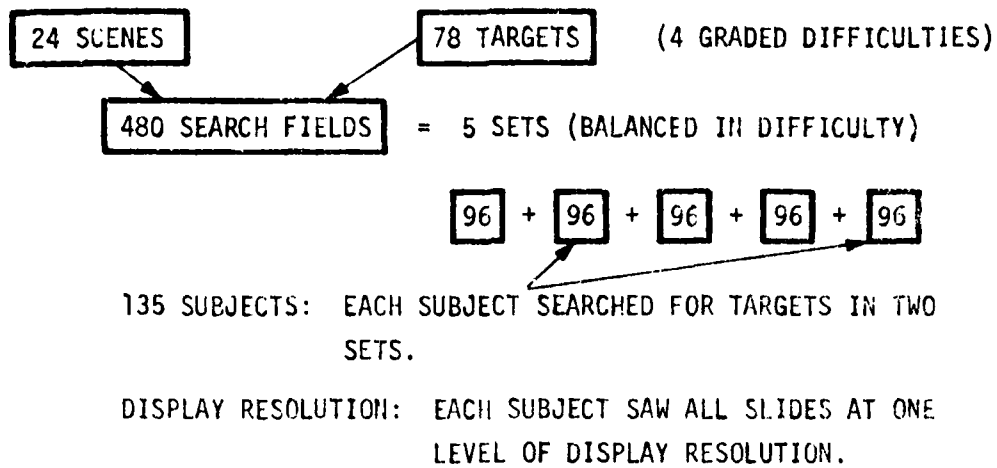 24 SCENES 78 TARGETS (4 GRADED DIFFICULTIES)
480 SEARCH FIELDS = 5 SETS (BALANCED IN DIFFICULTY)
96 + 96 + 96 + 96 + 96
135 SUBJECTS: EACH SUBJECT SEARCHED FOR TARGETS IN TWO
SETS.
DISPLAY RESOLUTION: EACH SUBJECT SAW ALL SLIDES AT ONE
LEVEL OF DISPLAY RESOLUTION.